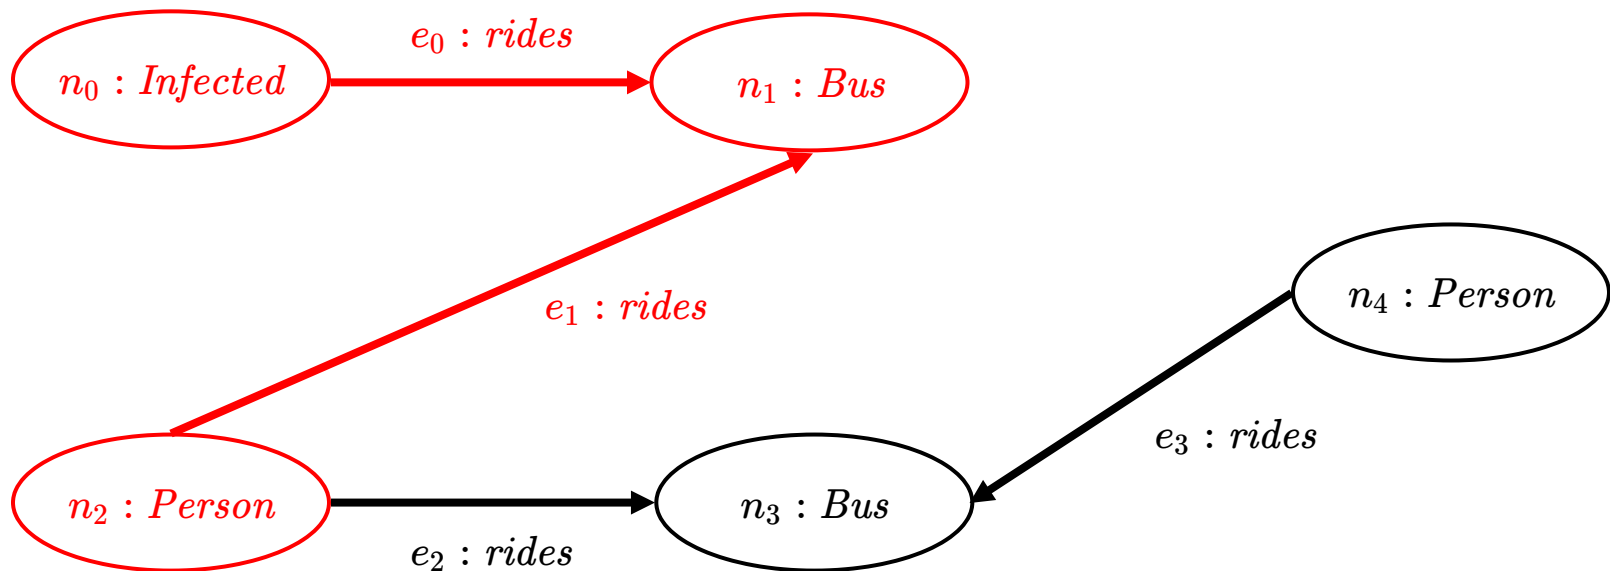 e₀ : rides
n₀ : Infected
n₁ : Bus
n₄ : Person
e₁ : rides
e₃ : rides
n₂ : Person
n₃ : Bus
e₂ : rides